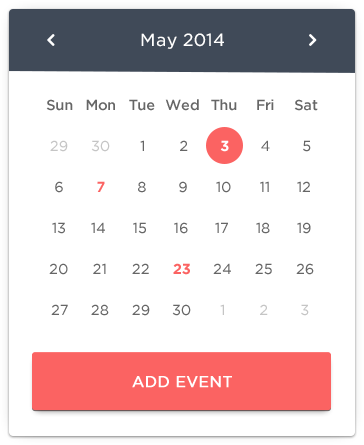 May 2014
Sun Mon Tue Wed Thu Fri Sat
29 30 1 2 3 4 5
6 7 8 9 10 11 12
13 14 15 16 17 18 19
20 21 22 23 24 25 26
27 28 29 30 1 2 3
ADD EVENT